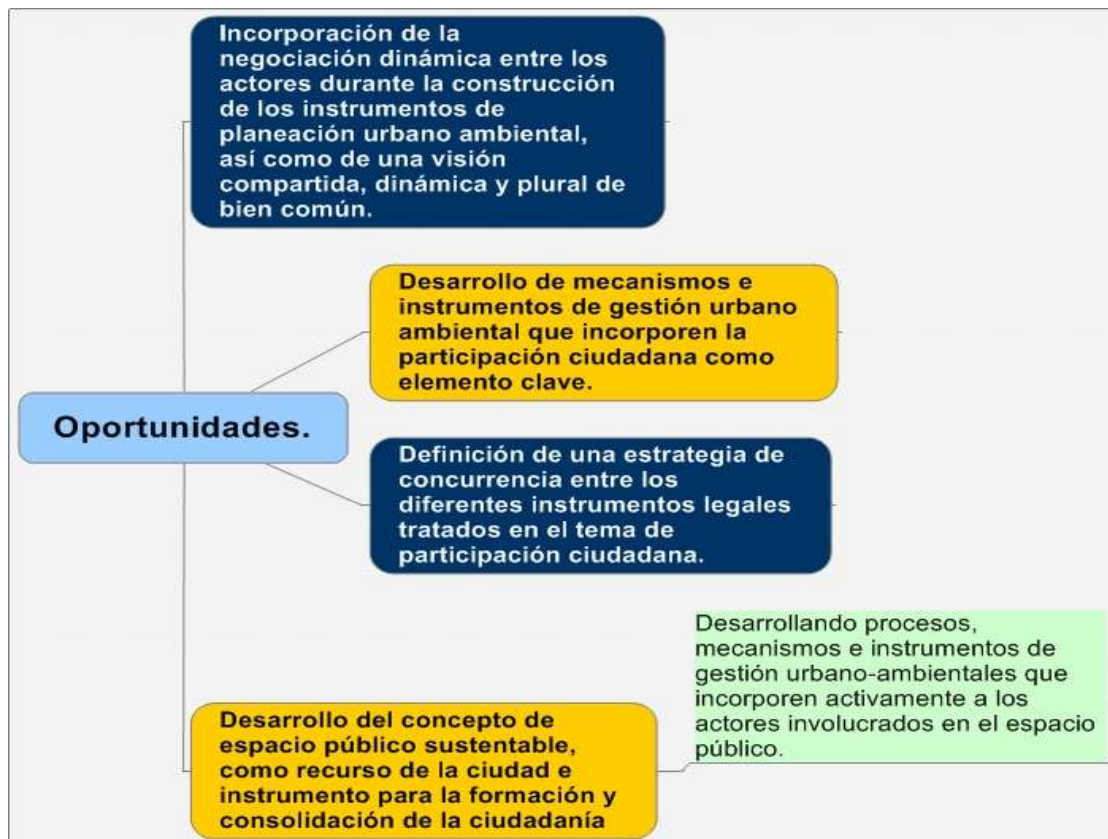 Incorporación de la
negociación dinámica entre los
actores durante la construcción
de los instrumentos de
planeación urbano ambiental,
así como de una visión
compartida, dinámica y plural de
bien común.
Desarrollo de mecanismos e
instrumentos de gestión urbano
ambiental que incorporen la
participación ciudadana como
elemento clave.
Oportunidades.
Definición de una estrategia de
concurrencia entre los
diferentes instrumentos legales
tratados en el tema de
participación ciudadana.
Desarrollo del concepto de
espacio público sustentable,
como recurso de la ciudad e
instrumento para la formación y
consolidación de la ciudadanía
Desarrollando procesos,
mecanismos e instrumentos de
gestión urbano-ambientales que
incorporen activamente a los
actores involucrados en el espacio
público.